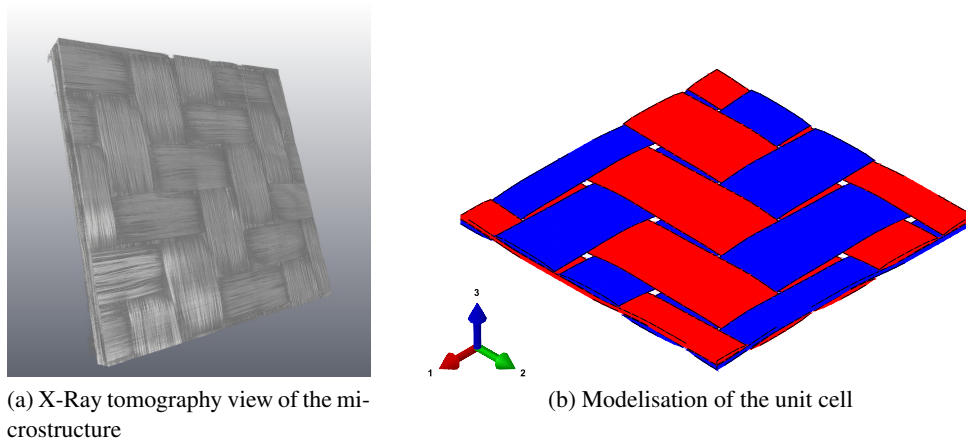 3
1
2
(a) X-Ray tomography view of the mi-
crostructure
(b) Modelisation of the unit cell